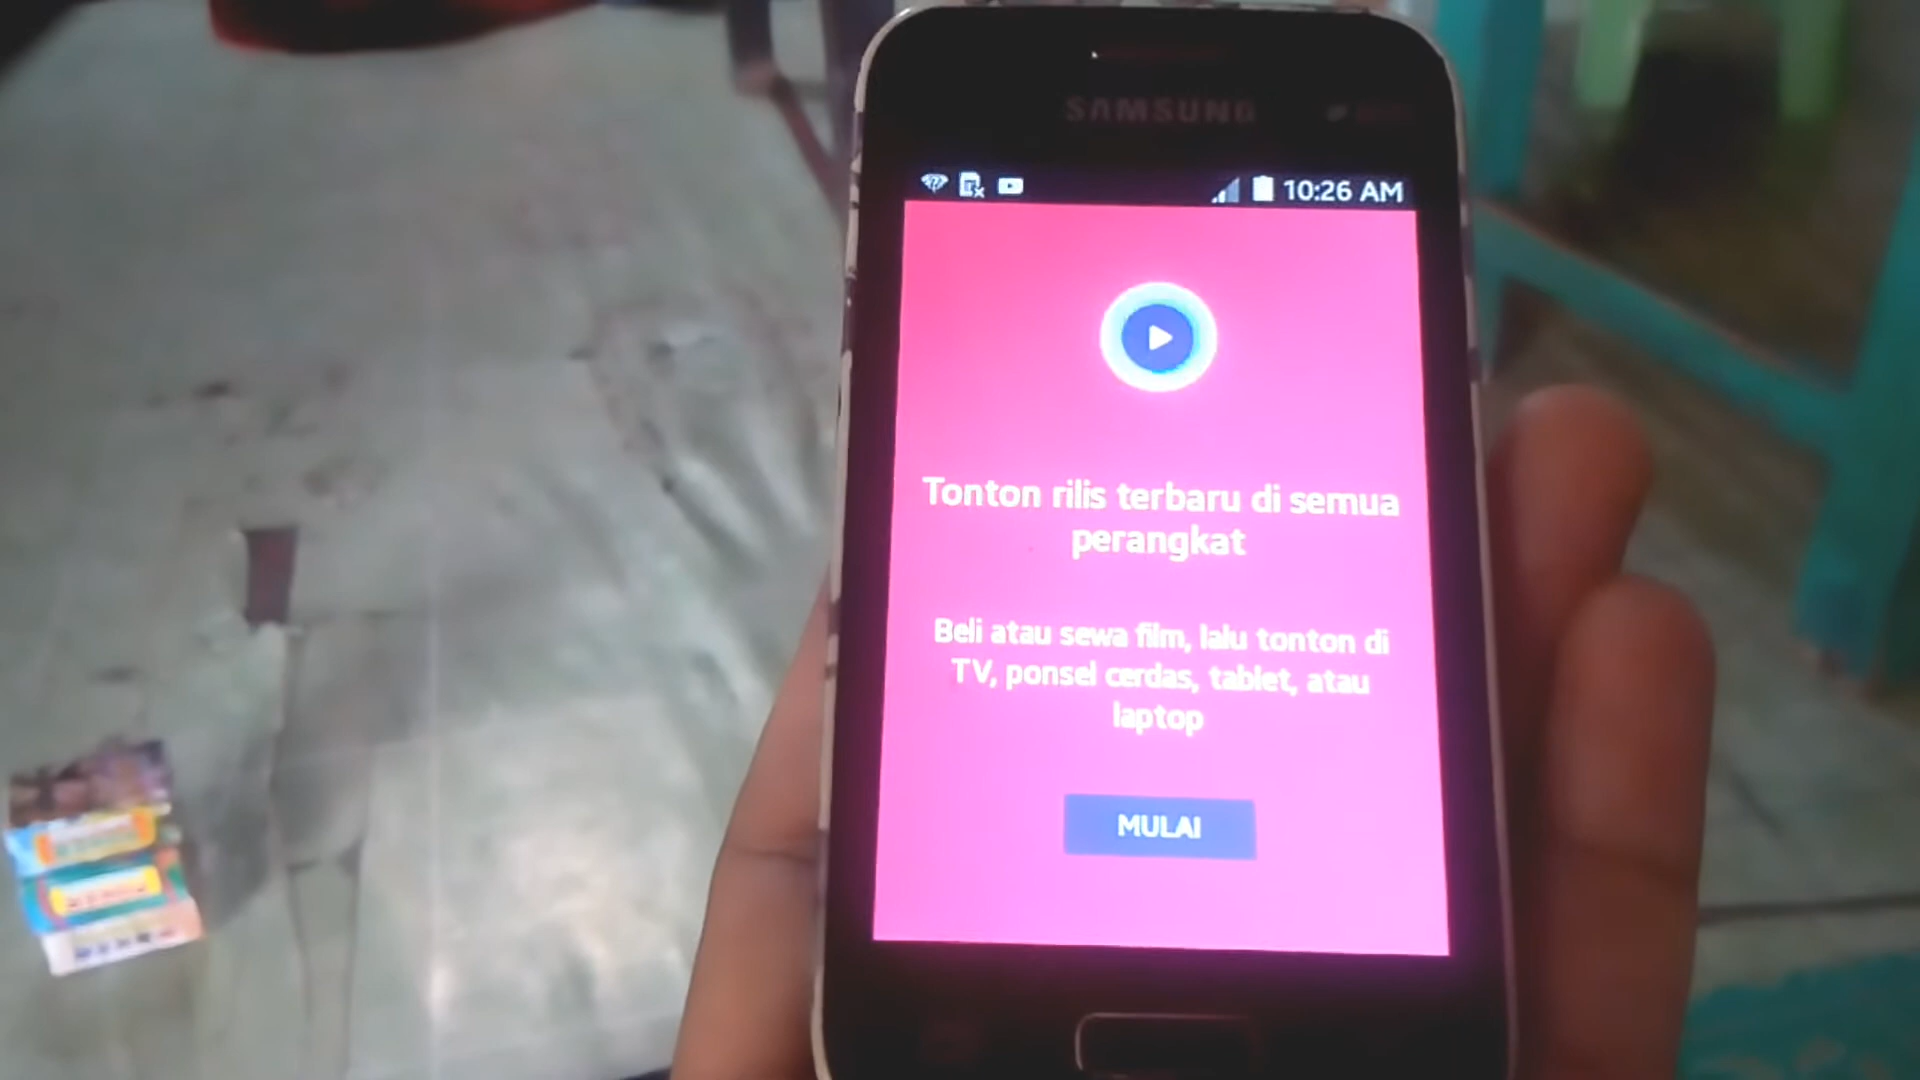 SAMSUNG
10:26 AM
Tonton rilis terbaru di semua
perangkat
Beli atau sewa film, lalu tonton di
TV, ponsel cerdas, tablet, atau
laptop
MULAI